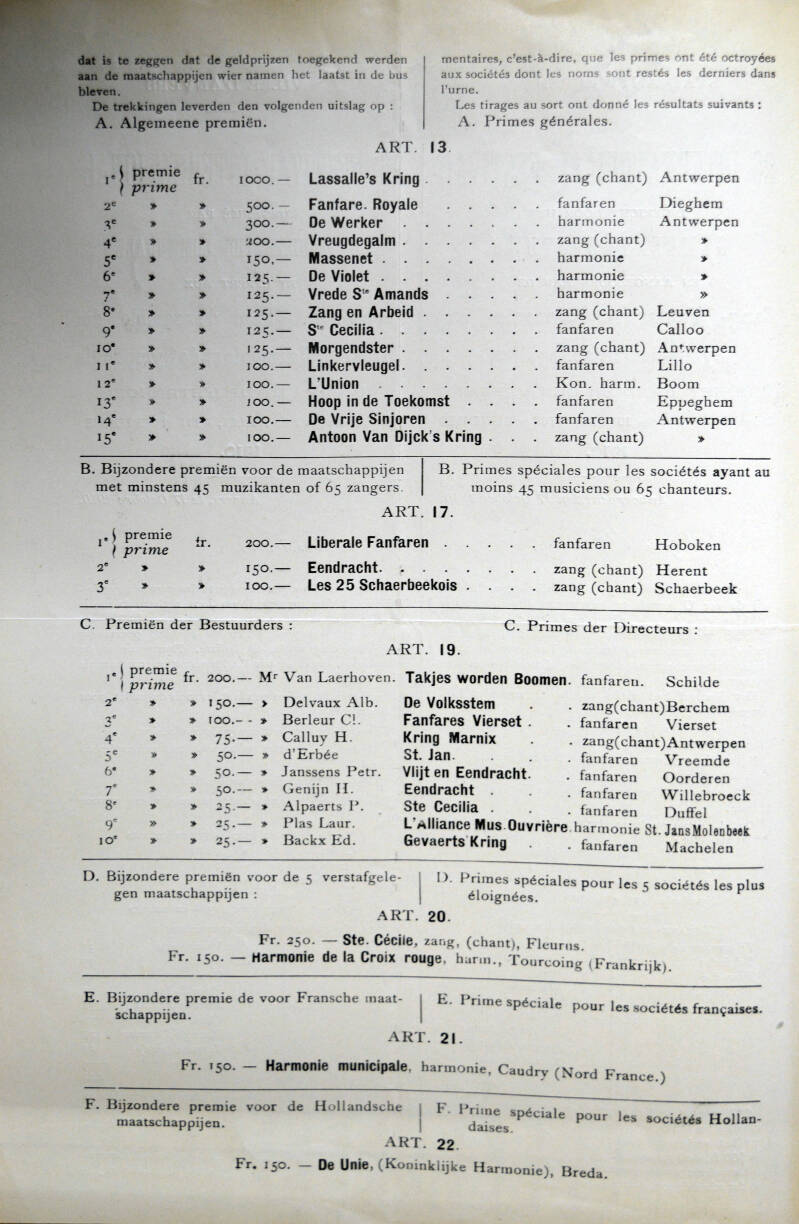 dat is te zeggen dat de geldprijzen toegekend werden
aan de maatschappijen wier namen het laatst in de bus
bleven.
De trekkingen leverden den volgenden uitslag op :
A. Algemeene premiën.
mentaires, c'est-à-dire, que les primes ont été octroyées
aux sociétés dont les noms sont restés les derniers dans
l'urne.
Les tirages au sort ont donné les résultats suivants :
A. Primes générales.
ART. 13.
1e { premie / prime fr. 1000.— Lassalle's Kring . . . . . . zang (chant) Antwerpen
2e » » 500.— Fanfare Royale . . . . . fanfaren Dieghem
3e » » 300.— De Werker . . . . . . . harmonie Antwerpen
4e » » 200.— Vreugdegalm . . . . . . . zang (chant) »
5e » » 150.— Massenet . . . . . . . . harmonie »
6e » » 125.— De Violet . . . . . . . . harmonie »
7e » » 125.— Vrede Ste Amands . . . . . harmonie »
8e » » 125.— Zang en Arbeid . . . . . . zang (chant) Leuven
9e » » 125.— Ste Cecilia . . . . . . . . fanfaren Calloo
10e » » 125.— Morgendster . . . . . . . zang (chant) Antwerpen
11e » » 100.— Linkervleugel . . . . . . . fanfaren Lillo
12e » » 100.— L'Union . . . . . . . . Kon. harm. Boom
13e » » 100.— Hoop in de Toekomst . . . . fanfaren Eppeghem
14e » » 100.— De Vrije Sinjoren . . . . . fanfaren Antwerpen
15e » » 100.— Antoon Van Dijck's Kring . . . zang (chant) »
B. Bijzondere premiën voor de maatschappijen
met minstens 45 muzikanten of 65 zangers.
B. Primes spéciales pour les sociétés ayant au
moins 45 musiciens ou 65 chanteurs.
ART. 17.
1e { premie / prime fr. 200.— Liberale Fanfaren . . . . . fanfaren Hoboken
2e » » 150.— Eendracht. . . . . . . . zang (chant) Herent
3e » » 100.— Les 25 Schaerbeekois . . . . zang (chant) Schaerbeek
C. Premiën der Bestuurders :
C. Primes der Directeurs :
ART. 19.
1e { premie / prime fr. 200.— Mr Van Laerhoven. Takjes worden Boomen. fanfaren. Schilde
2e » » 150.— » Delvaux Alb. De Volksstem . . zang(chant) Berchem
3e » » 100.— » Berleur Cl. Fanfares Vierset . . fanfaren Vierset
4e » » 75.— » Calluy H. Kring Marnix . . zang(chant) Antwerpen
5e » » 50.— » d'Erbée St. Jan. . . . fanfaren Vreemde
6e » » 50.— » Janssens Petr. Vlijt en Eendracht. . fanfaren Oorderen
7e » » 50.— » Genijn H. Eendracht . . . fanfaren Willebroeck
8e » » 25.— » Alpaerts P. Ste Cecilia . . . fanfaren Duffel
9e » » 25.— » Plas Laur. L'Alliance Mus. Ouvrière. harmonie St. Jans Molenbeek
10e » » 25.— » Backx Ed. Gevaerts Kring . . fanfaren Machelen
D. Bijzondere premiën voor de 5 verstafgele-
gen maatschappijen :
D. Primes spéciales pour les 5 sociétés les plus
éloignées.
ART. 20.
Fr. 250. — Ste. Cécile, zang, (chant), Fleurus.
Fr. 150. — Harmonie de la Croix rouge, harm., Tourcoing (Frankrijk).
E. Bijzondere premie de voor Fransche maat-
schappijen.
E. Prime spéciale pour les sociétés françaises.
ART. 21.
Fr. 150. — Harmonie municipale, harmonie, Caudry (Nord France.)
F. Bijzondere premie voor de Hollandsche
maatschappijen.
F. Prime spéciale pour les sociétés Hollan-
daises.
ART. 22.
Fr. 150. — De Unie, (Koninklijke Harmonie), Breda.